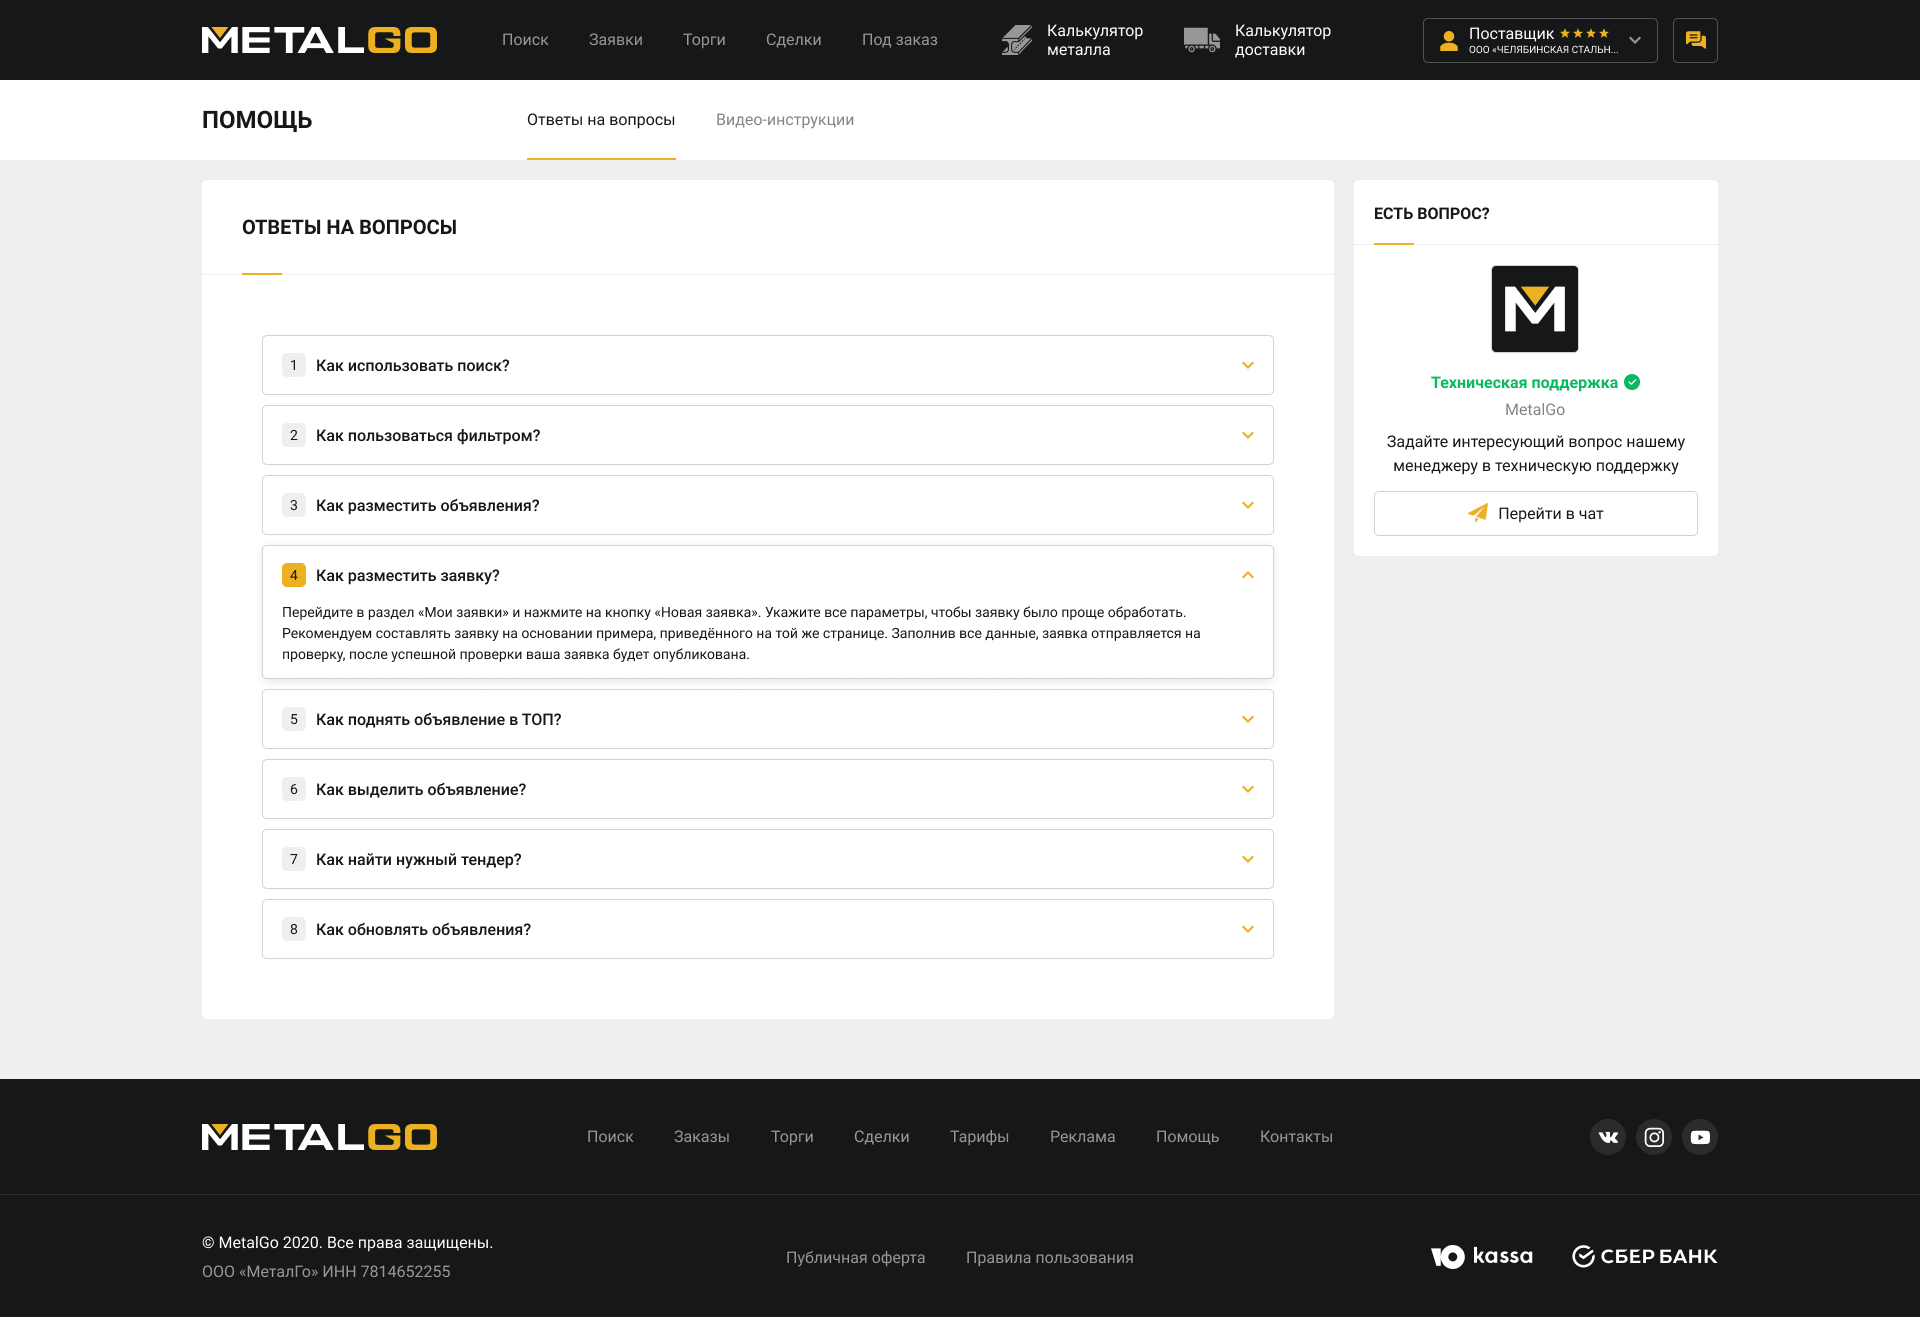 METALGO
Поиск
Заявки
Торги
Сделки
Под заказ
Калькулятор
металла
Калькулятор
доставки
Поставщик
ООО «ЧЕЛЯБИНСКАЯ СТАЛЬН...
ПОМОЩЬ
Ответы на вопросы
Видео-инструкции
ОТВЕТЫ НА ВОПРОСЫ
1 Как использовать поиск?
2 Как пользоваться фильтром?
3 Как разместить объявления?
4 Как разместить заявку?
Перейдите в раздел «Мои заявки» и нажмите на кнопку «Новая заявка». Укажите все параметры, чтобы заявку было проще обработать.
Рекомендуем составлять заявку на основании примера, приведённого на той же странице. Заполнив все данные, заявка отправляется на
проверку, после успешной проверки ваша заявка будет опубликована.
5 Как поднять объявление в ТОП?
6 Как выделить объявление?
7 Как найти нужный тендер?
8 Как обновлять объявления?
ЕСТЬ ВОПРОС?
M
Техническая поддержка
MetalGo
Задайте интересующий вопрос нашему
менеджеру в техническую поддержку
Перейти в чат
METALGO
Поиск
Заказы
Торги
Сделки
Тарифы
Реклама
Помощь
Контакты
© MetalGo 2020. Все права защищены.
ООО «МеталГо» ИНН 7814652255
Публичная оферта
Правила пользования
Ю kassa
СБЕР БАНК